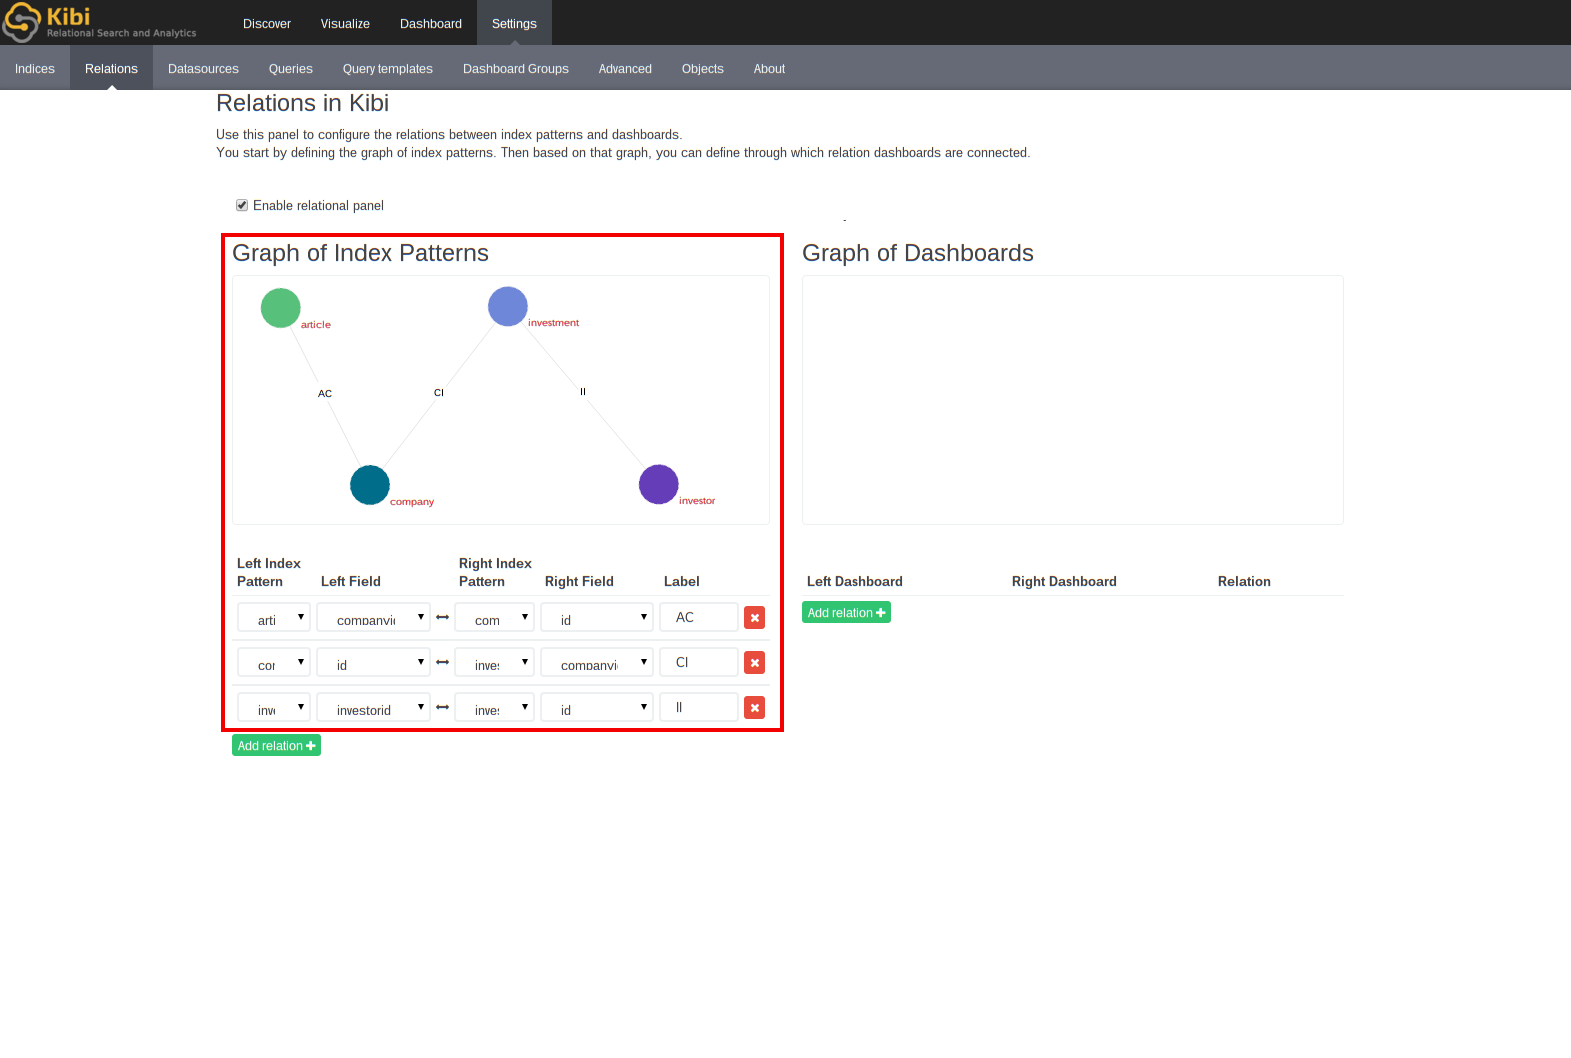 Kibi
Relational Search and Analytics
Discover Visualize Dashboard Settings
Indices Relations Datasources Queries Query templates Dashboard Groups Advanced Objects About
Relations in Kibi
Use this panel to configure the relations between index patterns and dashboards.
You start by defining the graph of index patterns. Then based on that graph, you can define through which relation dashboards are connected.
Enable relational panel
Graph of Index Patterns
article
investment
AC
CI
II
company
investor
Left Index Pattern Left Field Right Index Pattern Right Field Label
arti companyi com id AC
cor id inves companyi CI
inve investorid inves id II
Add relation
Graph of Dashboards
Left Dashboard Right Dashboard Relation
Add relation